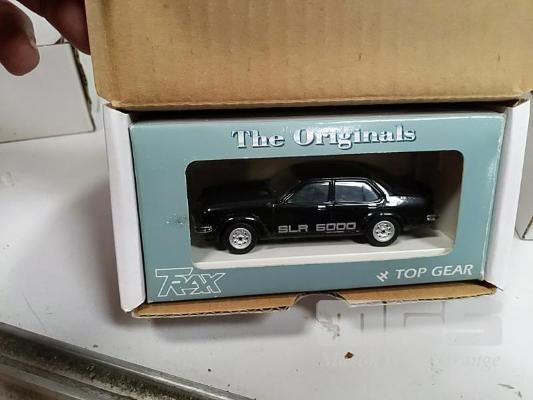 The Originals
SLR 5000
TRAX
TOP GEAR